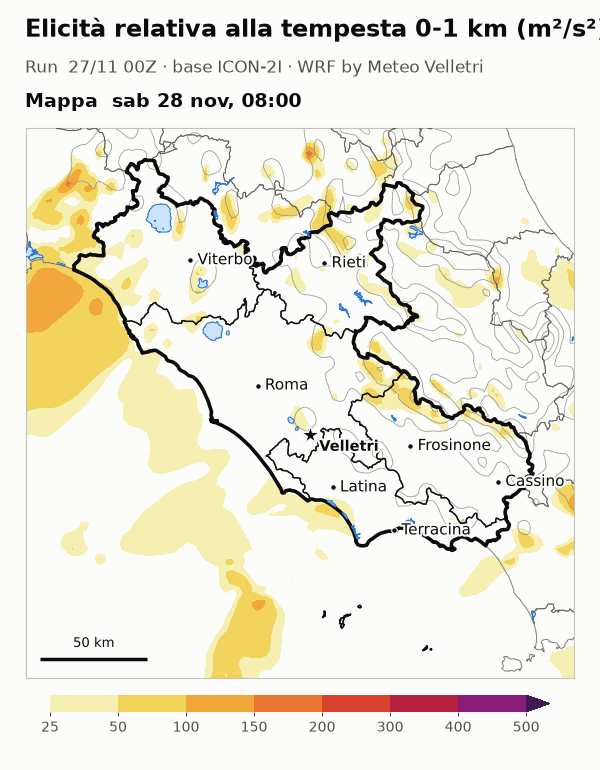 Elicità relativa alla tempesta 0-1 km (m²/s²)
Run 27/11 00Z · base ICON-2I · WRF by Meteo Velletri
Mappa sab 28 nov, 08:00
Viterbo
Rieti
Roma
Velletri
Frosinone
Latina
Cassino
Terracina
50 km
25 50 100 150 200 300 400 500